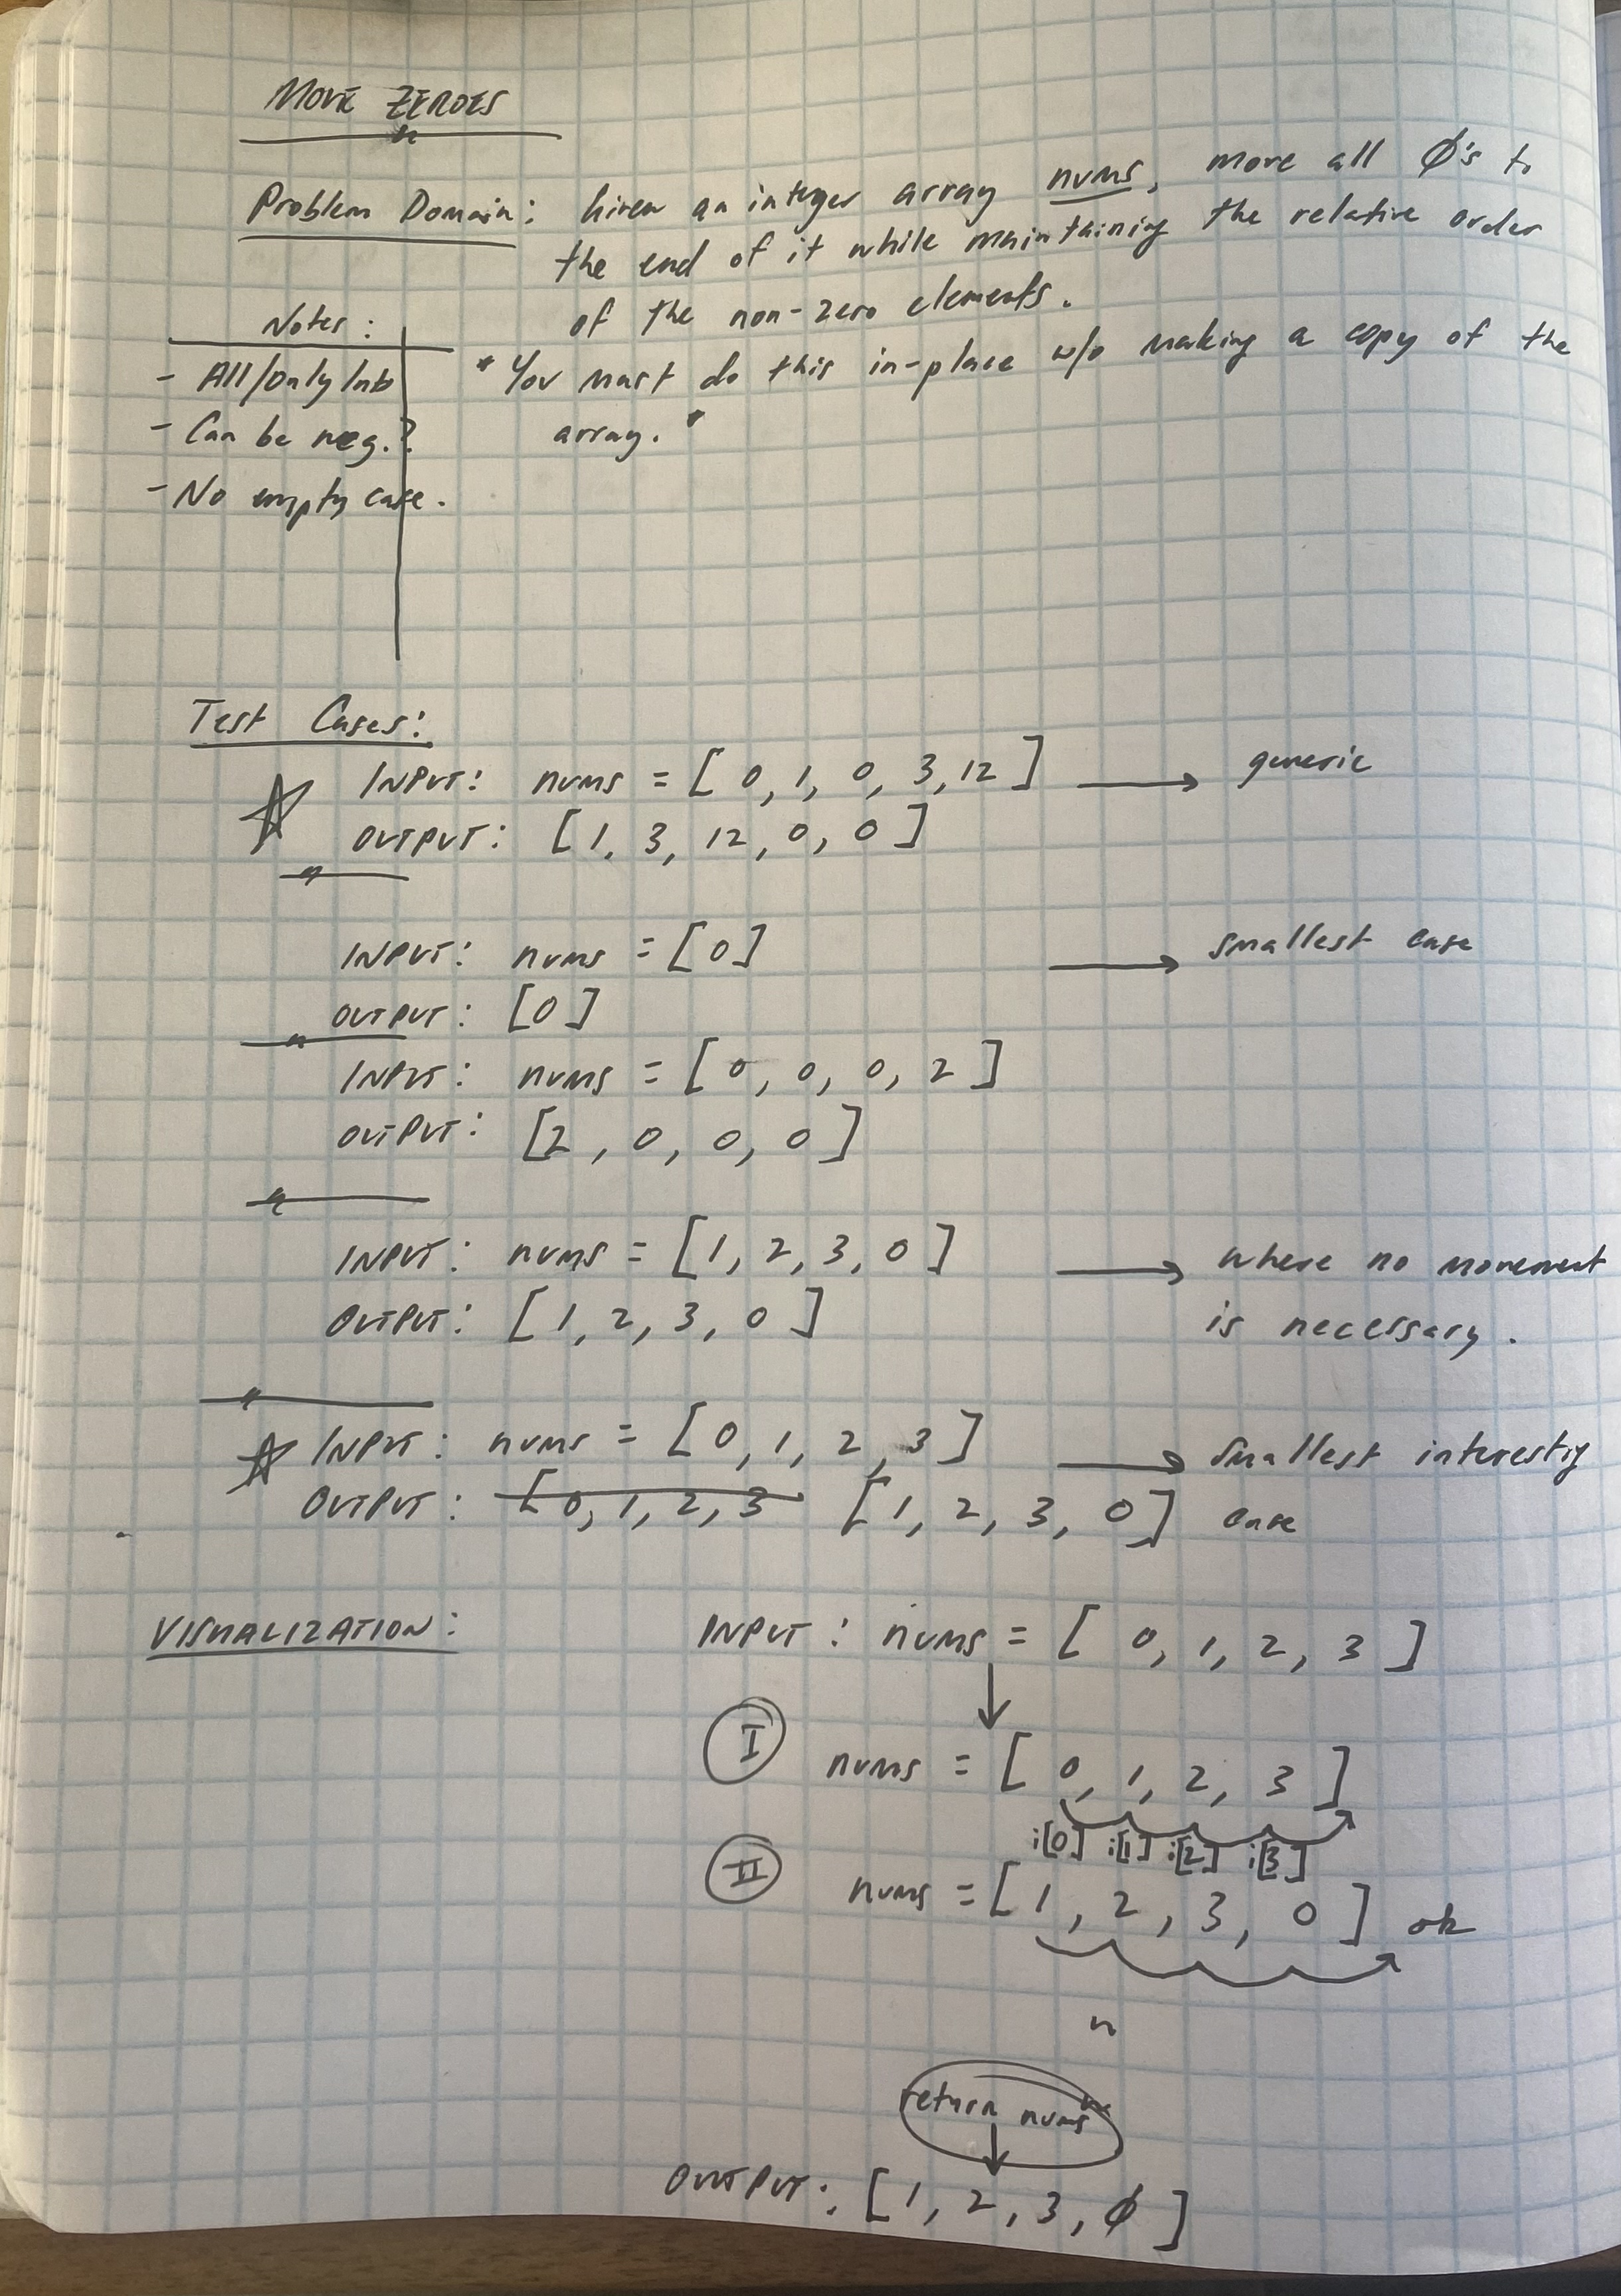 MOVE ZEROES
Problem Domain: Given an integer array nums, move all Ø's to
the end of it while maintaining the relative order
of the non-zero elements.
* You must do this in-place w/o making a copy of the
array. *
Notes:
- All/only Ints
- Can be neg.?
- No empty case.
Test Cases:
INPUT: nums = [ 0, 1, 0, 3, 12 ] → generic
OUTPUT: [ 1, 3, 12, 0, 0 ]
INPUT: nums = [0] → smallest case
OUTPUT: [0]
INPUT: nums = [ 0, 0, 0, 2 ]
OUTPUT: [2, 0, 0, 0 ]
INPUT: nums = [1, 2, 3, 0 ] → where no movement
OUTPUT: [ 1, 2, 3, 0 ] is necessary.
INPUT: nums = [ 0, 1, 2, 3 ] → smallest interesting
OUTPUT: [ 0, 1, 2, 3 [ 1, 2, 3, 0 ] case
VISUALIZATION: INPUT: nums = [ 0, 1, 2, 3 ]
I nums = [ 0, 1, 2, 3 ]
i[0] i[1] i[2] i[3]
II nums = [ 1, 2, 3, 0 ] ok
return nums
OUTPUT: [ 1, 2, 3, Ø ]